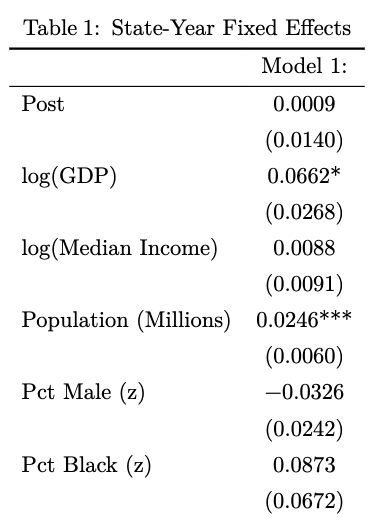 Table 1: State-Year Fixed Effects
Model 1:
Post 0.0009
(0.0140)
log(GDP) 0.0662*
(0.0268)
log(Median Income) 0.0088
(0.0091)
Population (Millions) 0.0246***
(0.0060)
Pct Male (z) −0.0326
(0.0242)
Pct Black (z) 0.0873
(0.0672)